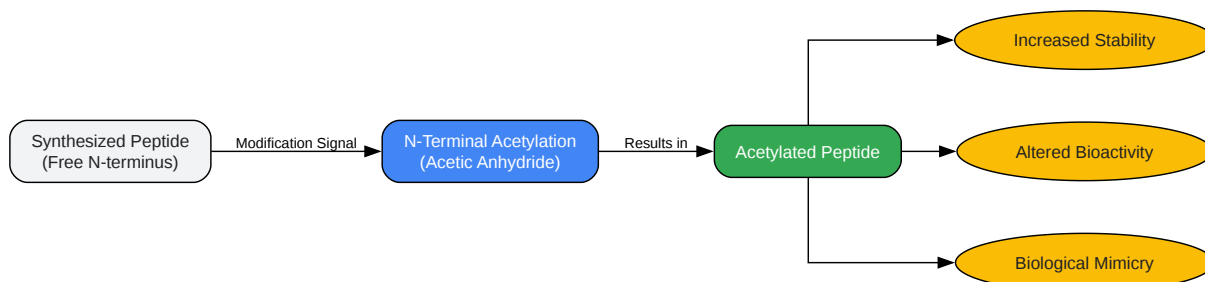 Synthesized Peptide
(Free N-terminus)
Modification Signal
N-Terminal Acetylation
(Acetic Anhydride)
Results in
Acetylated Peptide
Increased Stability
Altered Bioactivity
Biological Mimicry